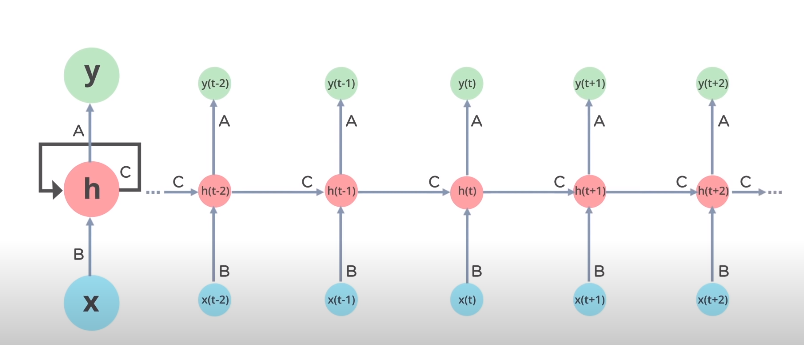 y
y(t-2) y(t-1) y(t) y(t+1) y(t+2)
A A A A A A
C
h
... C h(t-2) C h(t-1) C h(t) C h(t+1) C h(t+2) C ...
B B B B B B
x
x(t-2) x(t-1) x(t) x(t+1) x(t+2)